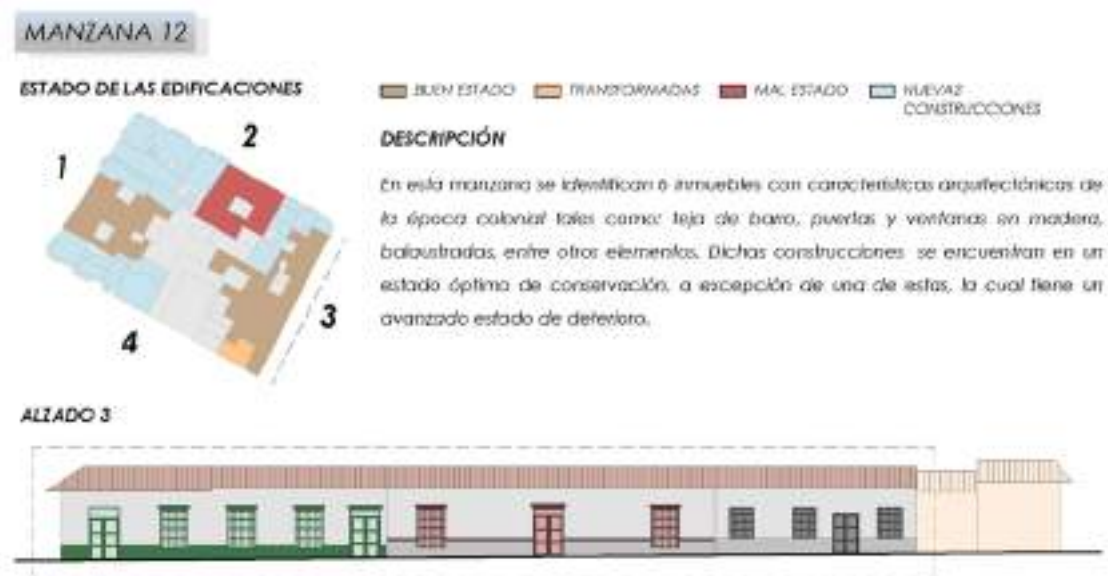 MANZANA 12
ESTADO DE LAS EDIFICACIONES
BUEN ESTADO
TRANSFORMADAS
MAL ESTADO
NUEVAS
CONSTRUCCIONES
1
2
3
4
DESCRIPCIÓN
En esta manzana se identifican 6 inmuebles con características arquitectónicas de
la época colonial tales como: teja de barro, puertas y ventanas en madera,
balaustradas, entre otros elementos. Dichas construcciones se encuentran en un
estado óptimo de conservación, a excepción de una de estas, la cual tiene un
avanzado estado de deterioro.
ALZADO 3